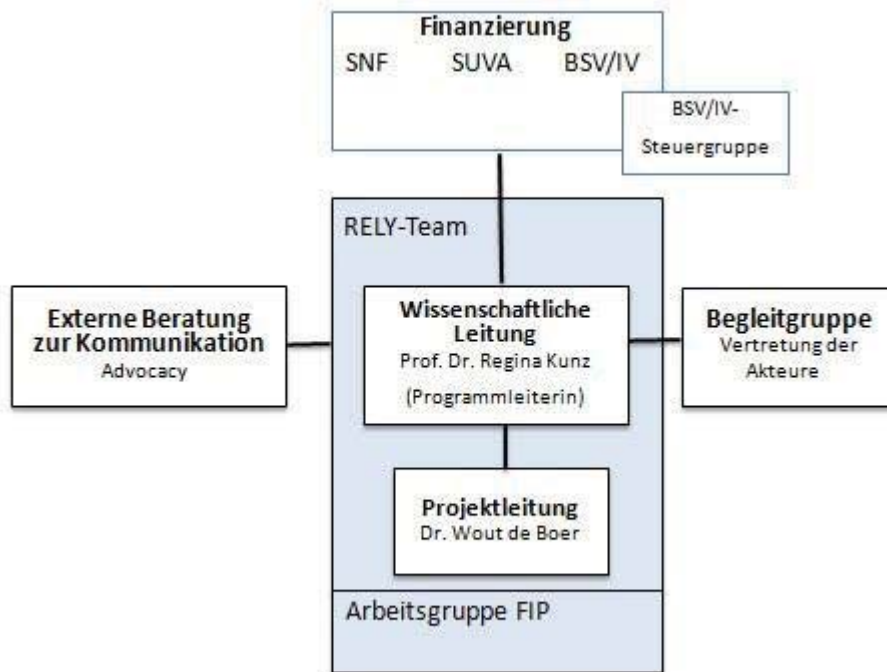 Finanzierung
SNF SUVA BSV/IV
BSV/IV-
Steuergruppe
RELY-Team
Externe Beratung
zur Kommunikation
Advocacy
Wissenschaftliche
Leitung
Prof. Dr. Regina Kunz
(Programmleiterin)
Begleitgruppe
Vertretung der
Akteure
Projektleitung
Dr. Wout de Boer
Arbeitsgruppe FIP